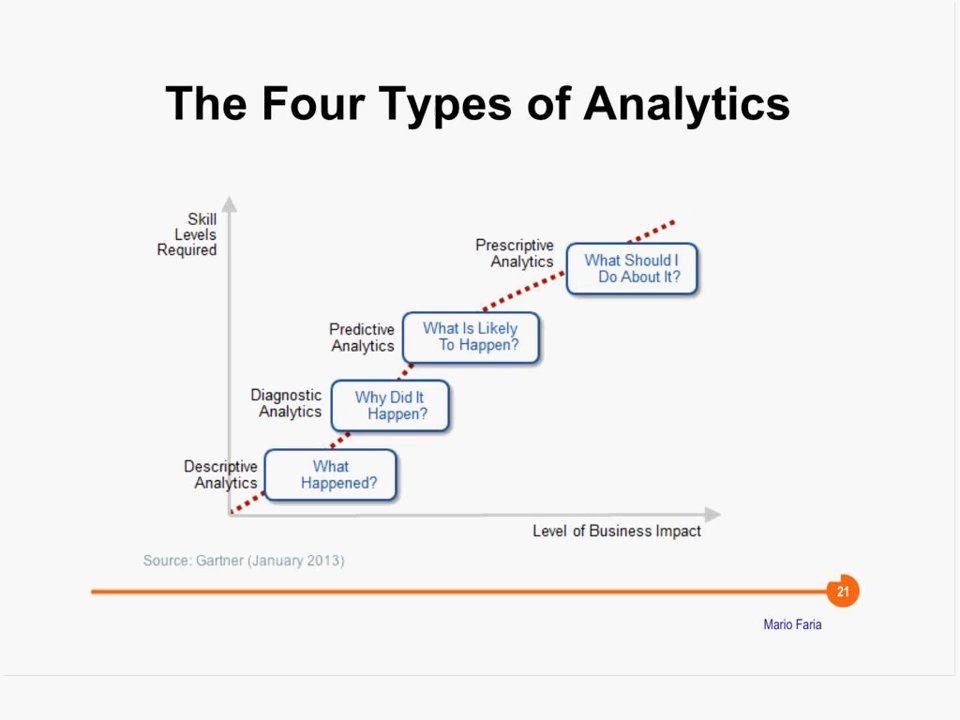 The Four Types of Analytics
Skill
Levels
Required
Prescriptive
Analytics
What Should I
Do About It?
Predictive
Analytics
What Is Likely
To Happen?
Diagnostic
Analytics
Why Did It
Happen?
Descriptive
Analytics
What
Happened?
Level of Business Impact
Source: Gartner (January 2013)
21
Mario Faria